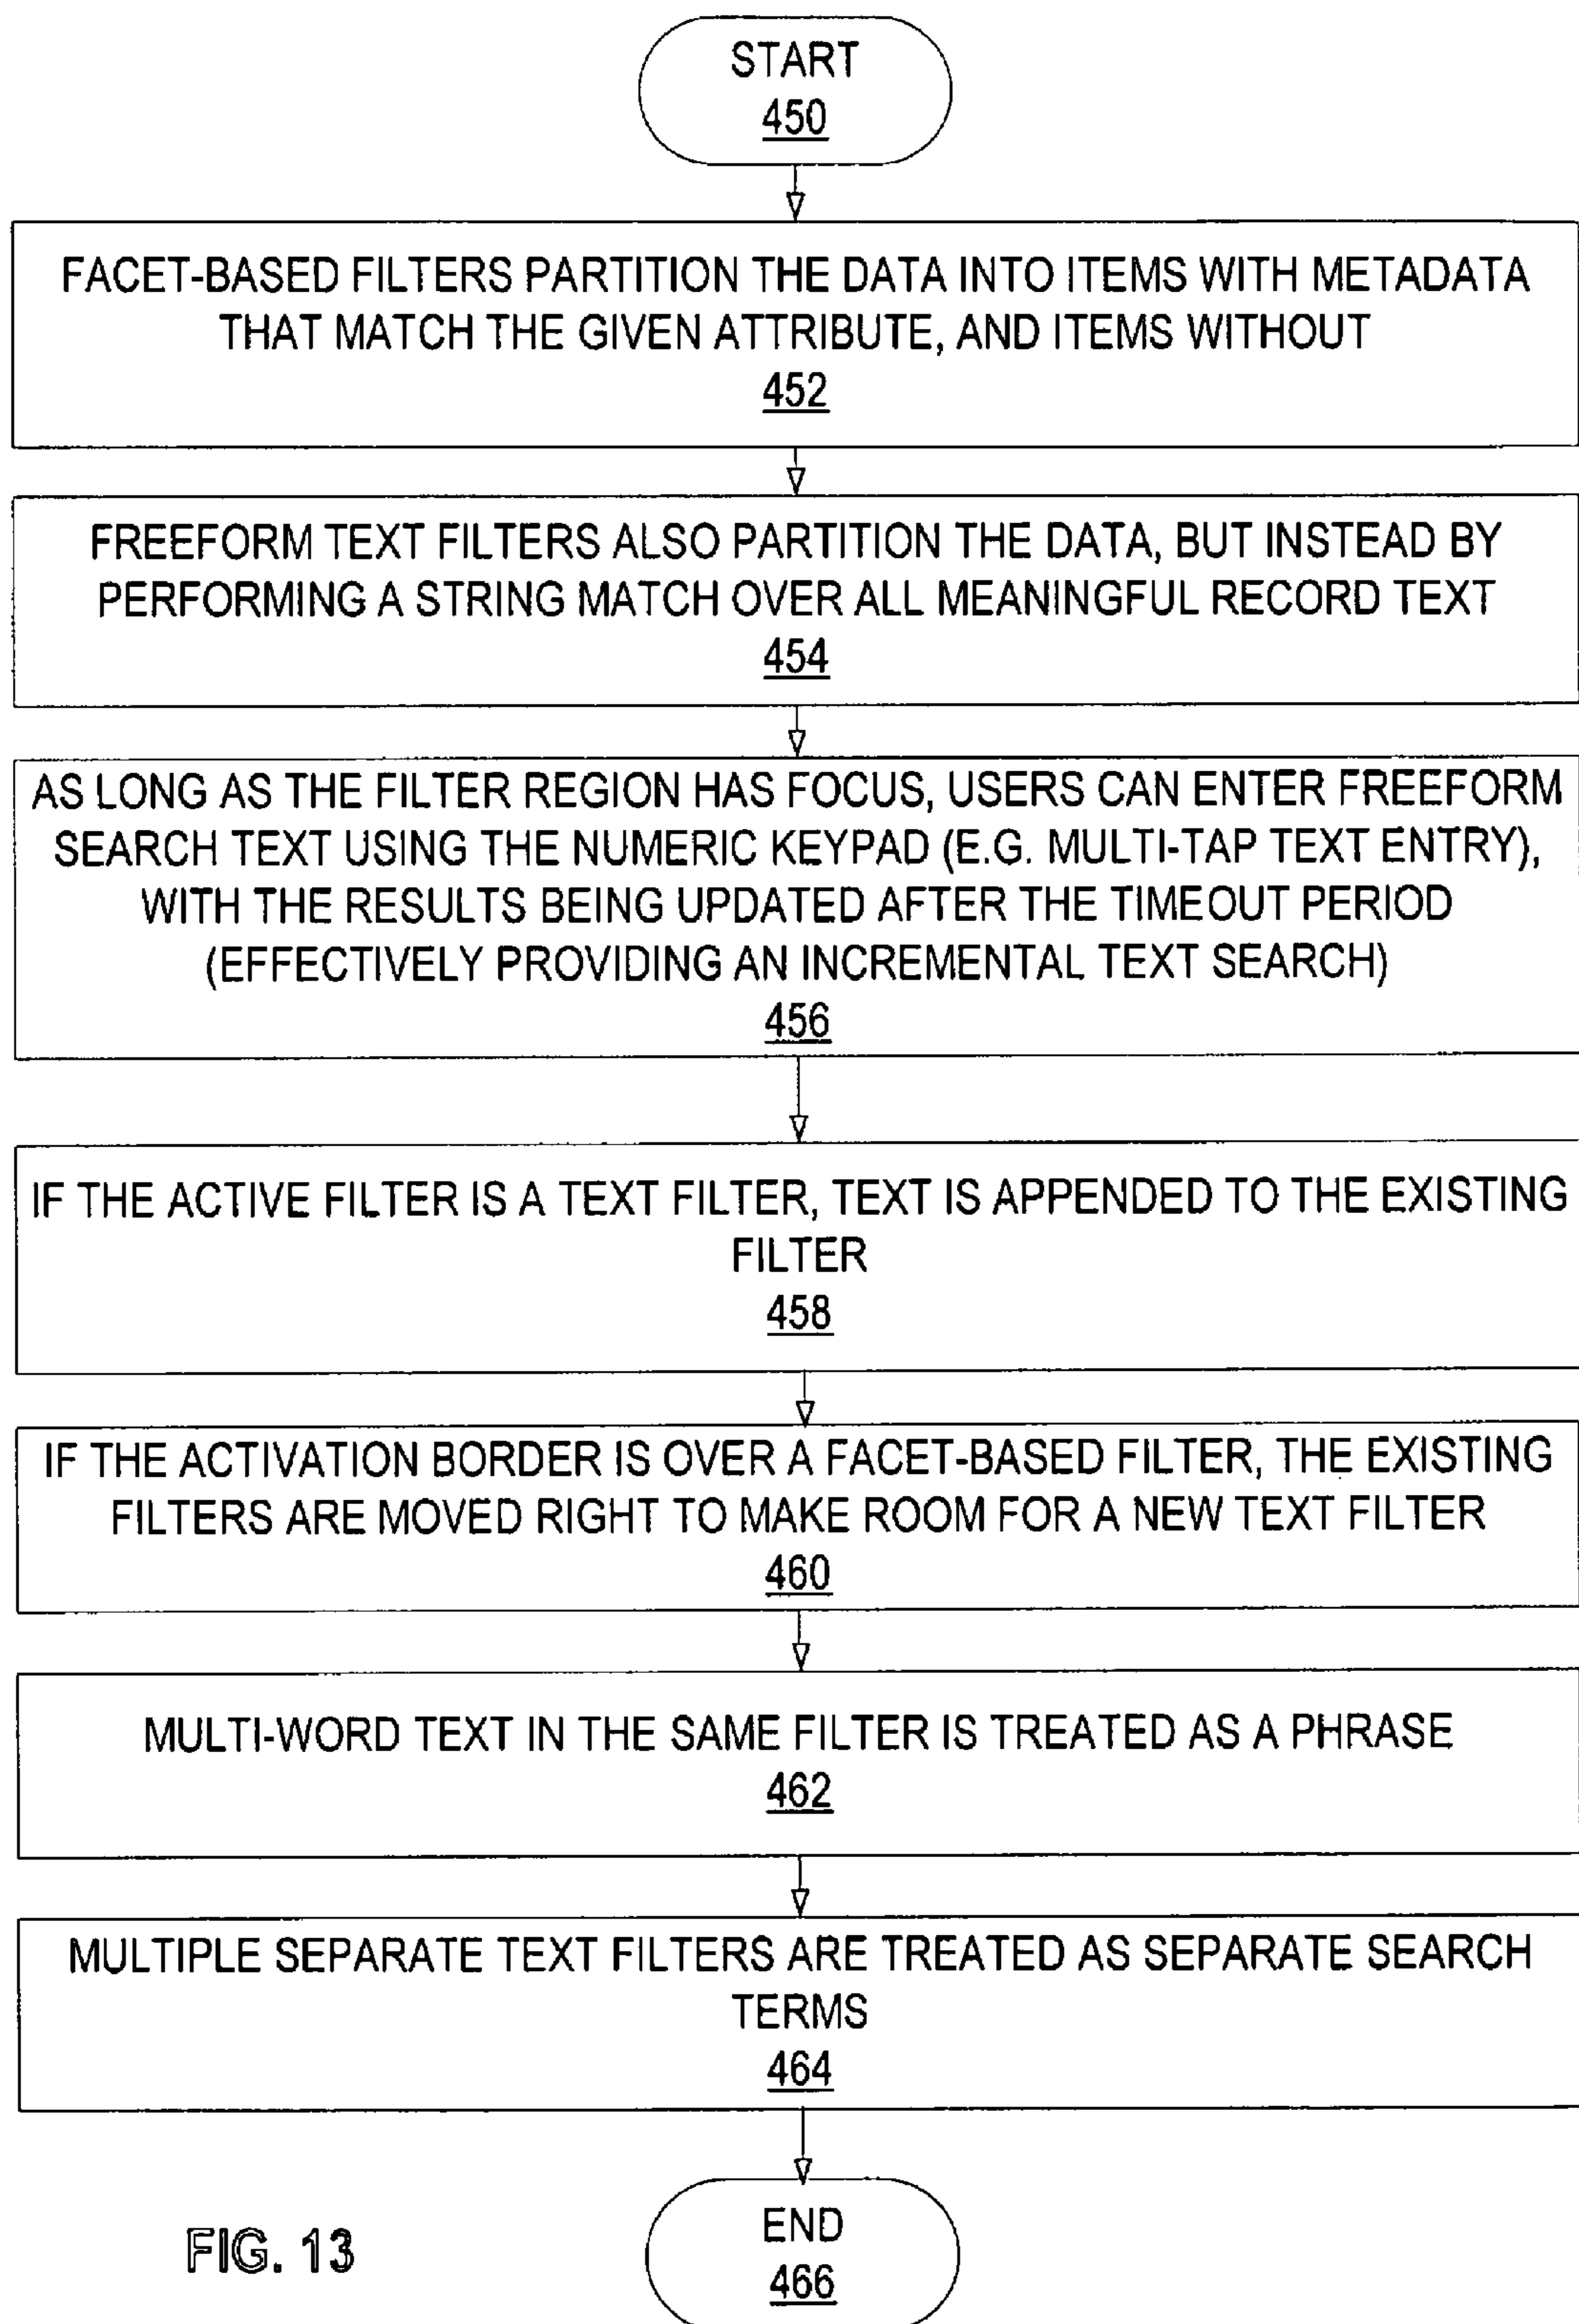 START
450
FACET-BASED FILTERS PARTITION THE DATA INTO ITEMS WITH METADATA
THAT MATCH THE GIVEN ATTRIBUTE, AND ITEMS WITHOUT
452
FREEFORM TEXT FILTERS ALSO PARTITION THE DATA, BUT INSTEAD BY
PERFORMING A STRING MATCH OVER ALL MEANINGFUL RECORD TEXT
454
AS LONG AS THE FILTER REGION HAS FOCUS, USERS CAN ENTER FREEFORM
SEARCH TEXT USING THE NUMERIC KEYPAD (E.G. MULTI-TAP TEXT ENTRY),
WITH THE RESULTS BEING UPDATED AFTER THE TIMEOUT PERIOD
(EFFECTIVELY PROVIDING AN INCREMENTAL TEXT SEARCH)
456
IF THE ACTIVE FILTER IS A TEXT FILTER, TEXT IS APPENDED TO THE EXISTING
FILTER
458
IF THE ACTIVATION BORDER IS OVER A FACET-BASED FILTER, THE EXISTING
FILTERS ARE MOVED RIGHT TO MAKE ROOM FOR A NEW TEXT FILTER
460
MULTI-WORD TEXT IN THE SAME FILTER IS TREATED AS A PHRASE
462
MULTIPLE SEPARATE TEXT FILTERS ARE TREATED AS SEPARATE SEARCH
TERMS
464
END
466
FIG. 13